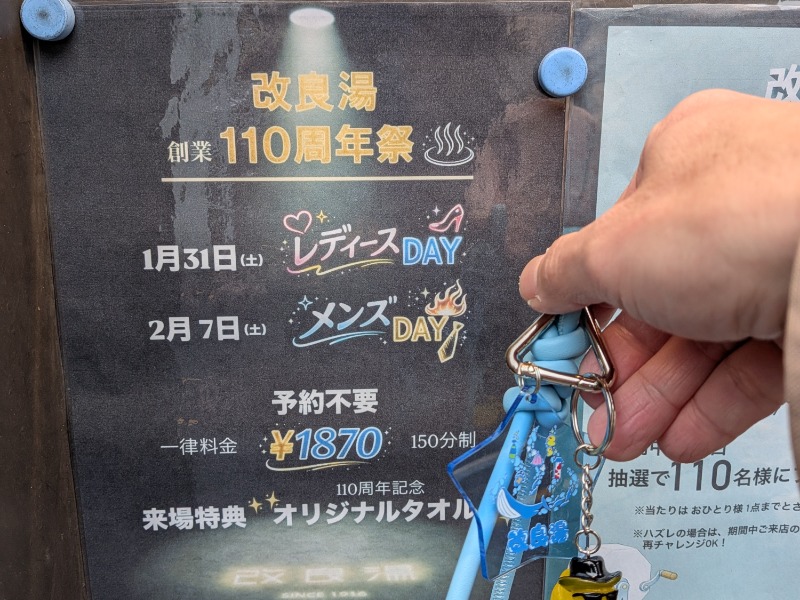 改良湯
創業 110周年祭
1月31日(土) レディースDAY
2月7日(土) メンズDAY
予約不要
一律料金 ¥1870 150分制
110周年記念
来場特典 オリジナルタオル
改良湯
SINCE 1916
改良湯
改
抽選で110名様に
※当たりは おひとり様1点までとさ
※ハズレの場合は、期間中ご来店の
再チャレンジOK!